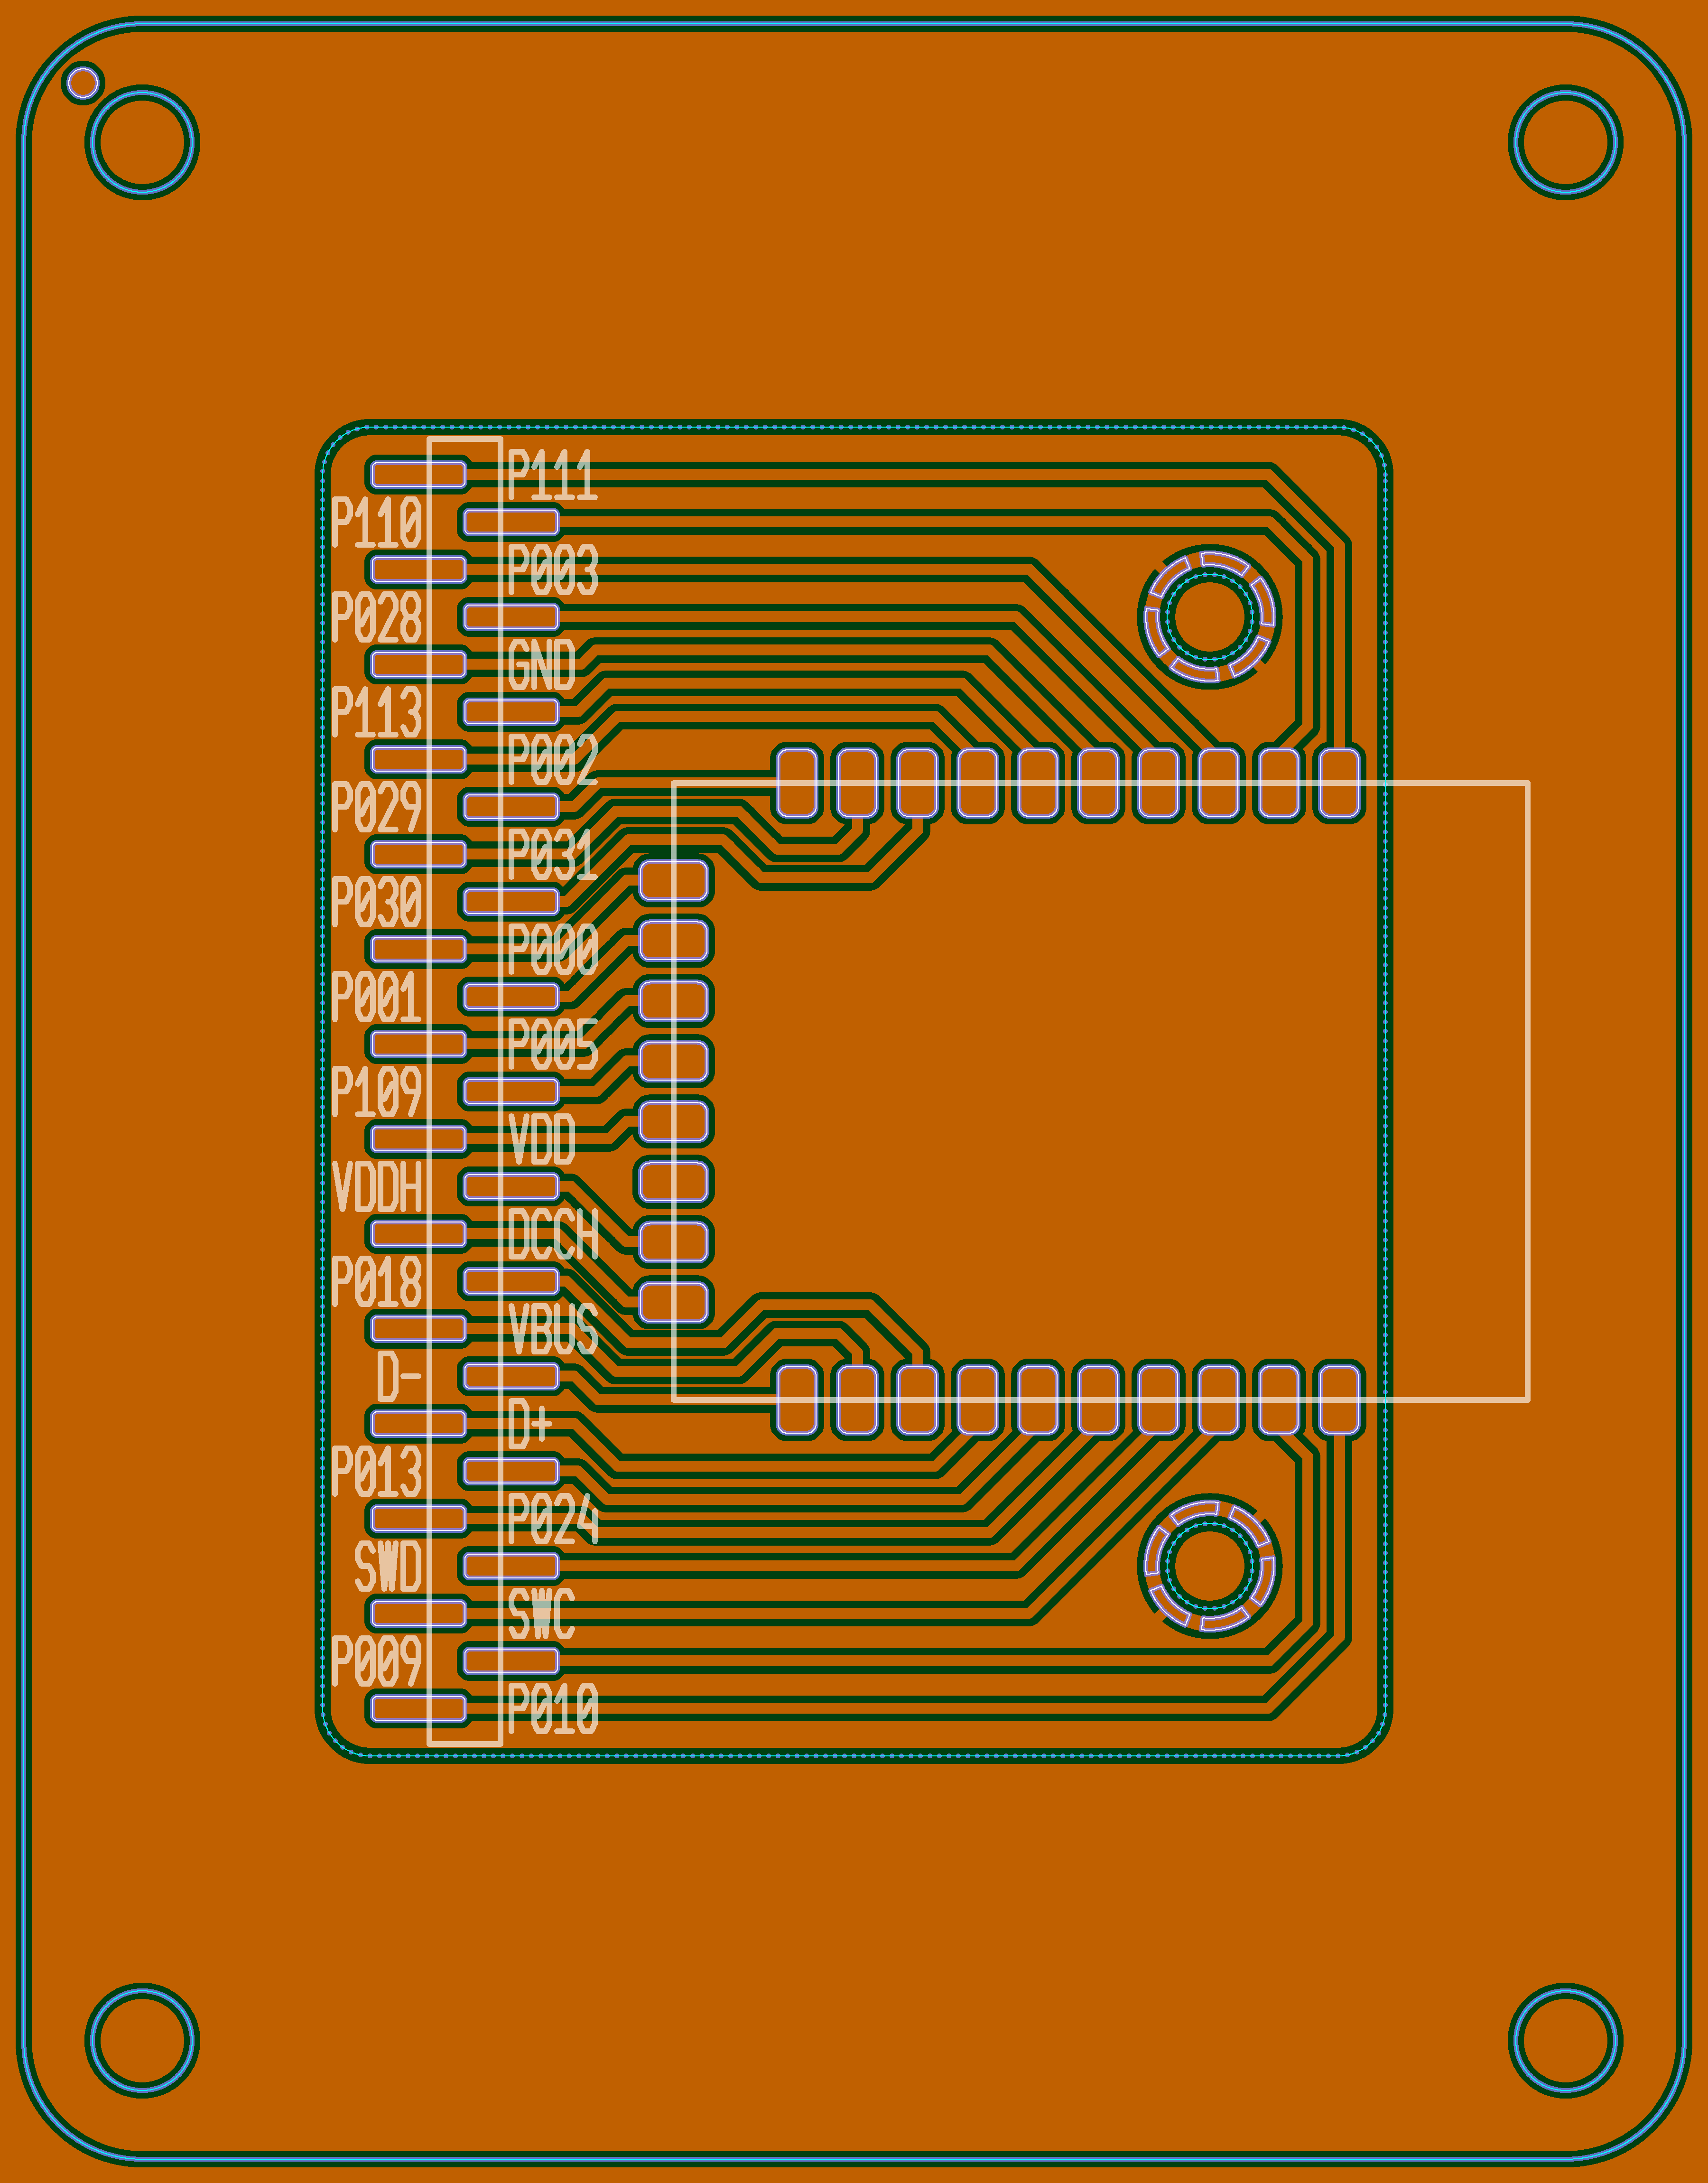 P111
P110
P003
P028
GND
P113
P002
P029
P031
P030
P000
P001
P005
P109
VDD
VDDH
DCCH
P018
VBUS
D-
D+
P013
P024
SWD
SWC
P009
P010